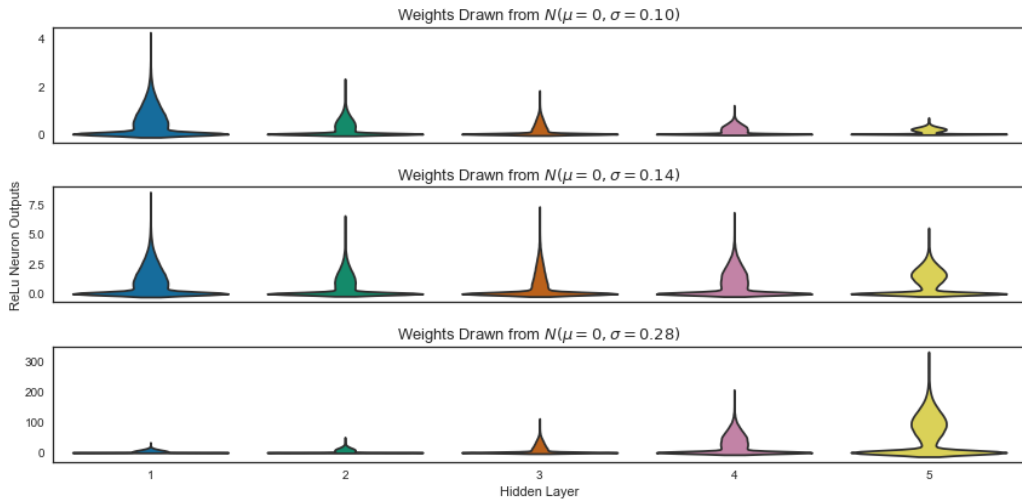 Weights Drawn from N(μ = 0, σ = 0.10)
4
2
0
Weights Drawn from N(μ = 0, σ = 0.14)
ReLu Neuron Outputs
7.5
5.0
2.5
0.0
Weights Drawn from N(μ = 0, σ = 0.28)
300
200
100
0
1 2 3 4 5
Hidden Layer